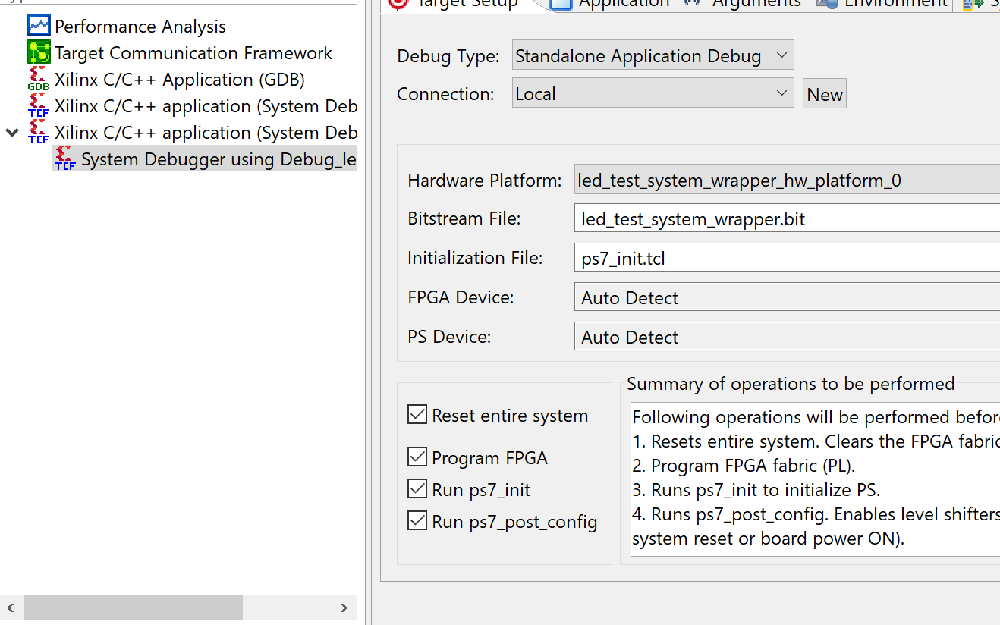 Target Setup Application Arguments Environment
Performance Analysis
Target Communication Framework
GDB Xilinx C/C++ Application (GDB)
TCF Xilinx C/C++ application (System Deb
TCF Xilinx C/C++ application (System Deb
TCF System Debugger using Debug_le
Debug Type: Standalone Application Debug
Connection: Local New
Hardware Platform: led_test_system_wrapper_hw_platform_0
Bitstream File: led_test_system_wrapper.bit
Initialization File: ps7_init.tcl
FPGA Device: Auto Detect
PS Device: Auto Detect
Reset entire system
Program FPGA
Run ps7_init
Run ps7_post_config
Summary of operations to be performed
Following operations will be performed befor
1. Resets entire system. Clears the FPGA fabric
2. Program FPGA fabric (PL).
3. Runs ps7_init to initialize PS.
4. Runs ps7_post_config. Enables level shifters
system reset or board power ON).